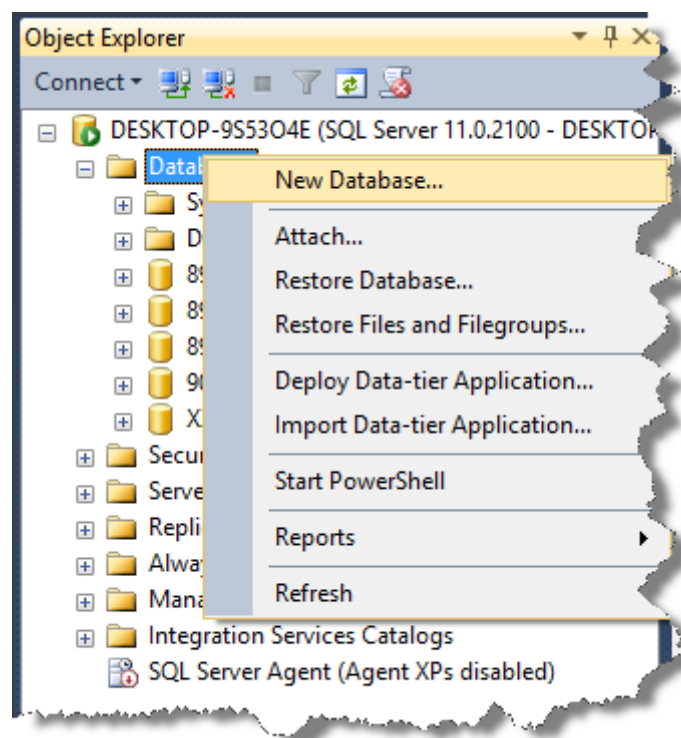 Object Explorer
Connect
DESKTOP-9S53O4E (SQL Server 11.0.2100 - DESKTO
New Database...
Attach...
Restore Database...
Restore Files and Filegroups...
Deploy Data-tier Application...
Import Data-tier Application...
Start PowerShell
Reports
Refresh
Integration Services Catalogs
SQL Server Agent (Agent XPs disabled)